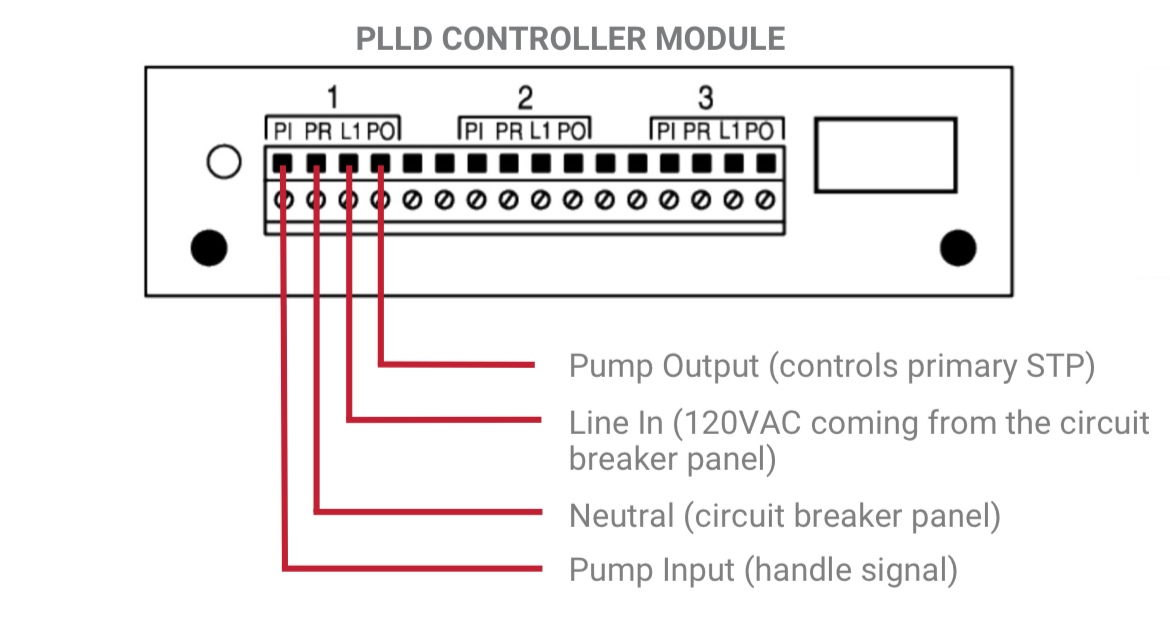 PLLD CONTROLLER MODULE
1 2 3
PI PR L1 PO PI PR L1 PO PI PR L1 PO
Pump Output (controls primary STP)
Line In (120VAC coming from the circuit
breaker panel)
Neutral (circuit breaker panel)
Pump Input (handle signal)